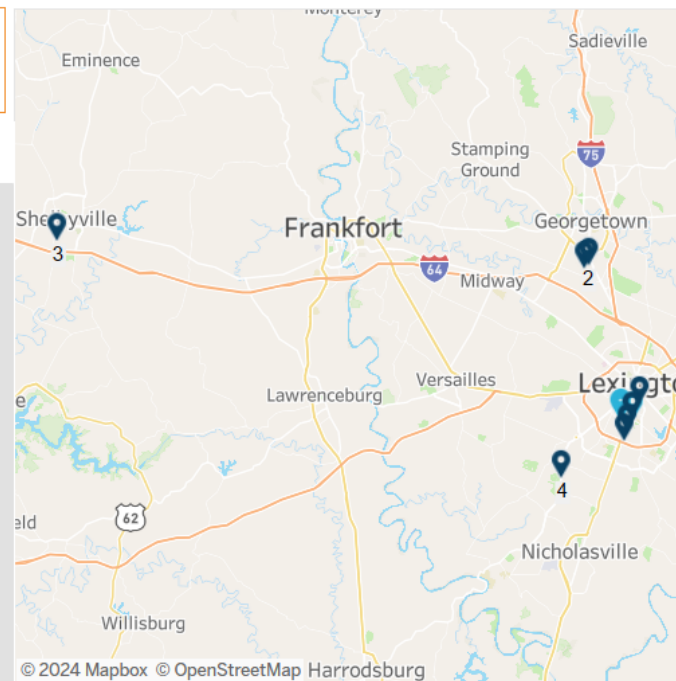 Monterey
Sadieville
Eminence
75
Stamping
Ground
Georgetown
Frankfort
3
64
Midway
2
Versailles
Lawrenceburg
4
62
Nicholasville
Willisburg
© 2024 Mapbox © OpenStreetMap Harrodsburg